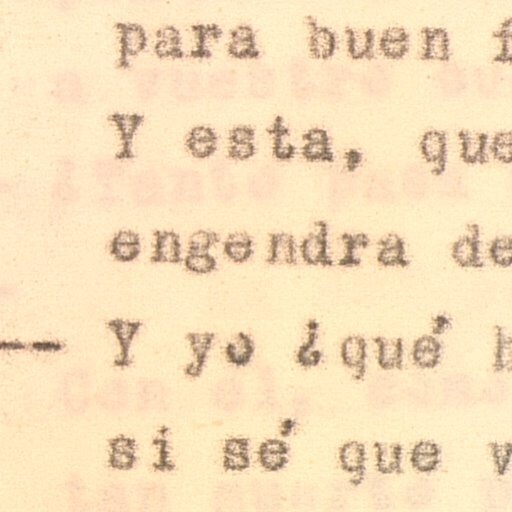 para buen
Y esta, que
engendra de
-- Y yo ¿qué
si sé que